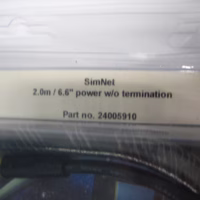 SimNet
2.0m / 6.6" power w/o termination
Part no. 24005910